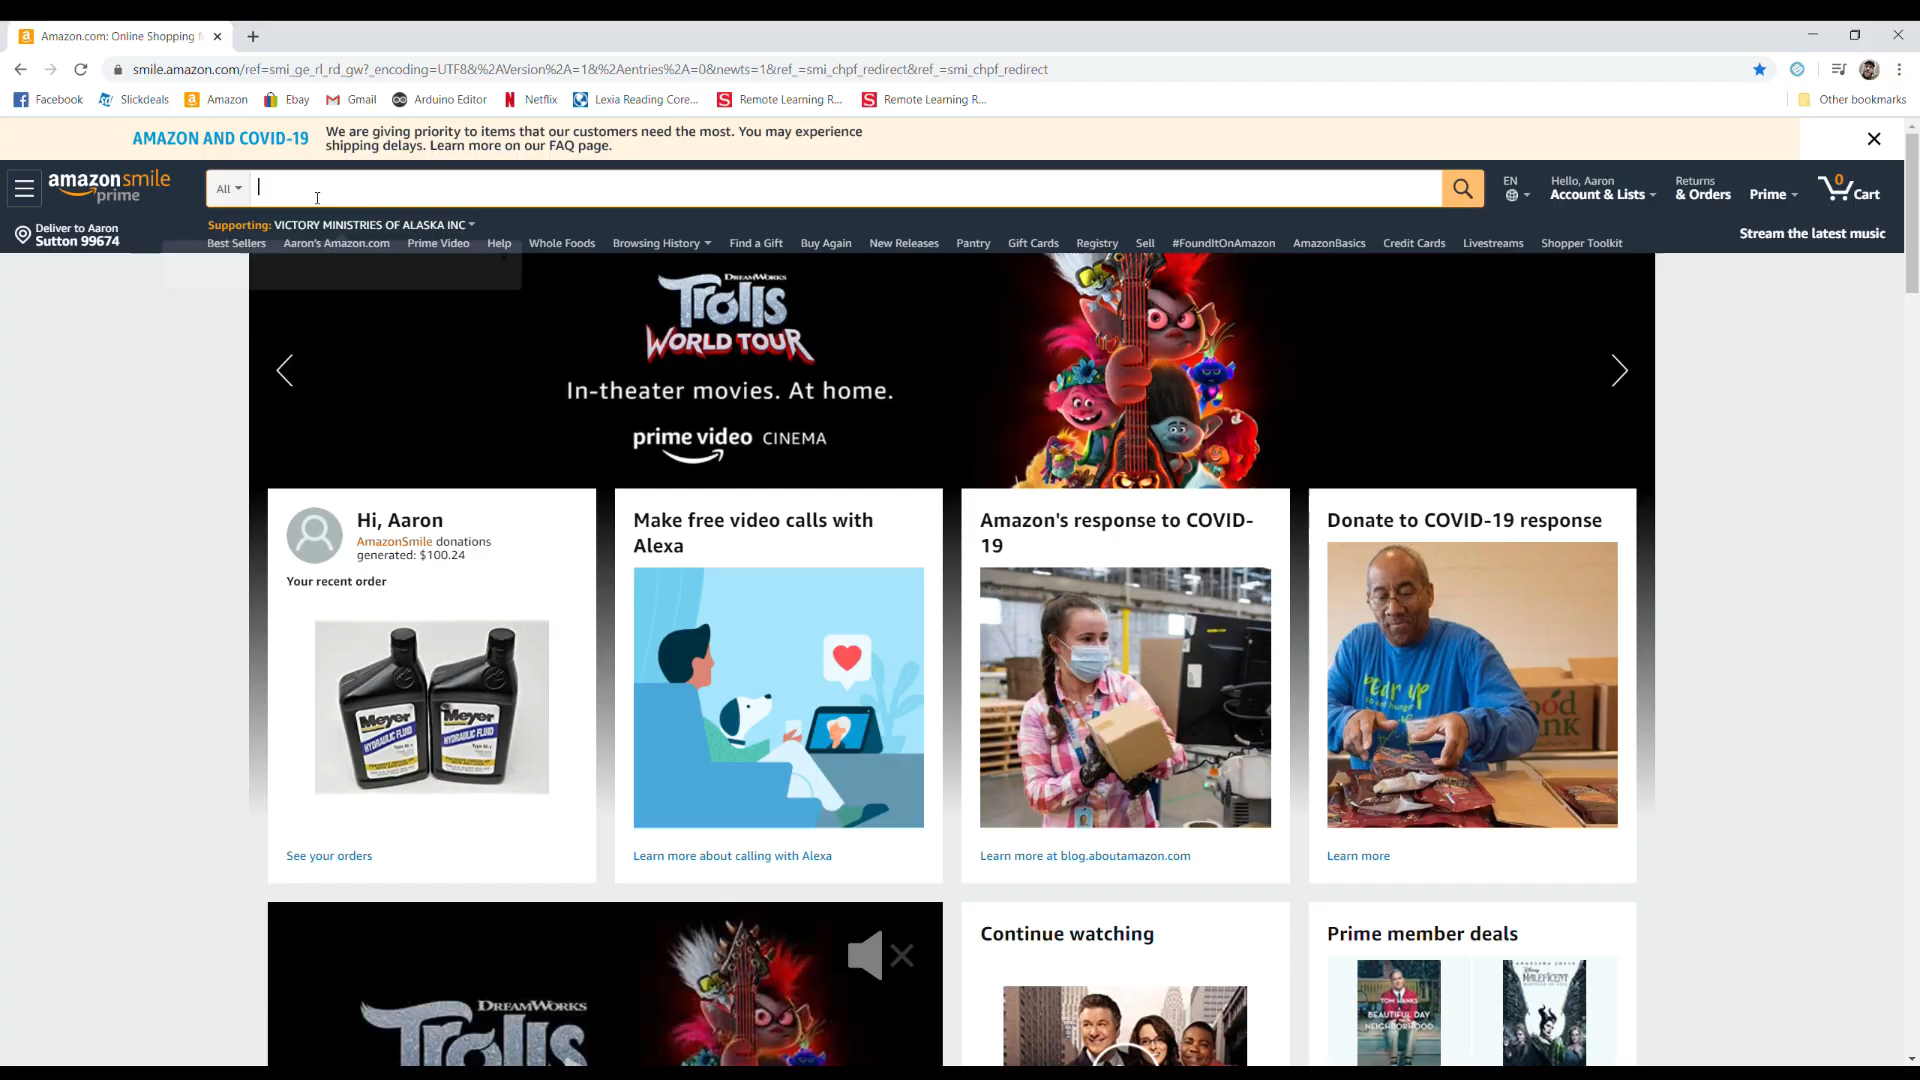 Amazon.com: Online Shopping f
smile.amazon.com/ref=smi_ge_rl_rd_gw?_encoding=UTF8&%2AVersion%2A=1&%2Aentries%2A=0&newts=1&ref_=smi_chpf_redirect&ref_=smi_chpf_redirect
Facebook Slickdeals Amazon Ebay Gmail Arduino Editor Netflix Lexia Reading Core... Remote Learning R... Remote Learning R... Other bookmarks
AMAZON AND COVID-19
We are giving priority to items that our customers need the most. You may experience
shipping delays. Learn more on our FAQ page.
amazonsmile
prime
All
EN
Hello, Aaron
Account & Lists
Returns
& Orders
Prime
0
Cart
Deliver to Aaron
Sutton 99674
Supporting: VICTORY MINISTRIES OF ALASKA INC
Best Sellers Aaron's Amazon.com Prime Video Help Whole Foods Browsing History Find a Gift Buy Again New Releases Pantry Gift Cards Registry Sell #FoundItOnAmazon AmazonBasics Credit Cards Livestreams Shopper Toolkit
Stream the latest music
DREAMWORKS
Trolls
WORLD TOUR
In-theater movies. At home.
prime video CINEMA
Hi, Aaron
AmazonSmile donations
generated: $100.24
Your recent order
Meyer
HYDRAULIC FLUID
Meyer
HYDRAULIC FLUID
See your orders
Make free video calls with
Alexa
Learn more about calling with Alexa
Amazon's response to COVID-
19
Learn more at blog.aboutamazon.com
Donate to COVID-19 response
Learn more
DREAMWORKS
Trolls
Continue watching
Prime member deals
TOM HANKS
BEAUTIFUL DAY
NEIGHBORHOOD
ANGELINA JOLIE
MALEFICENT